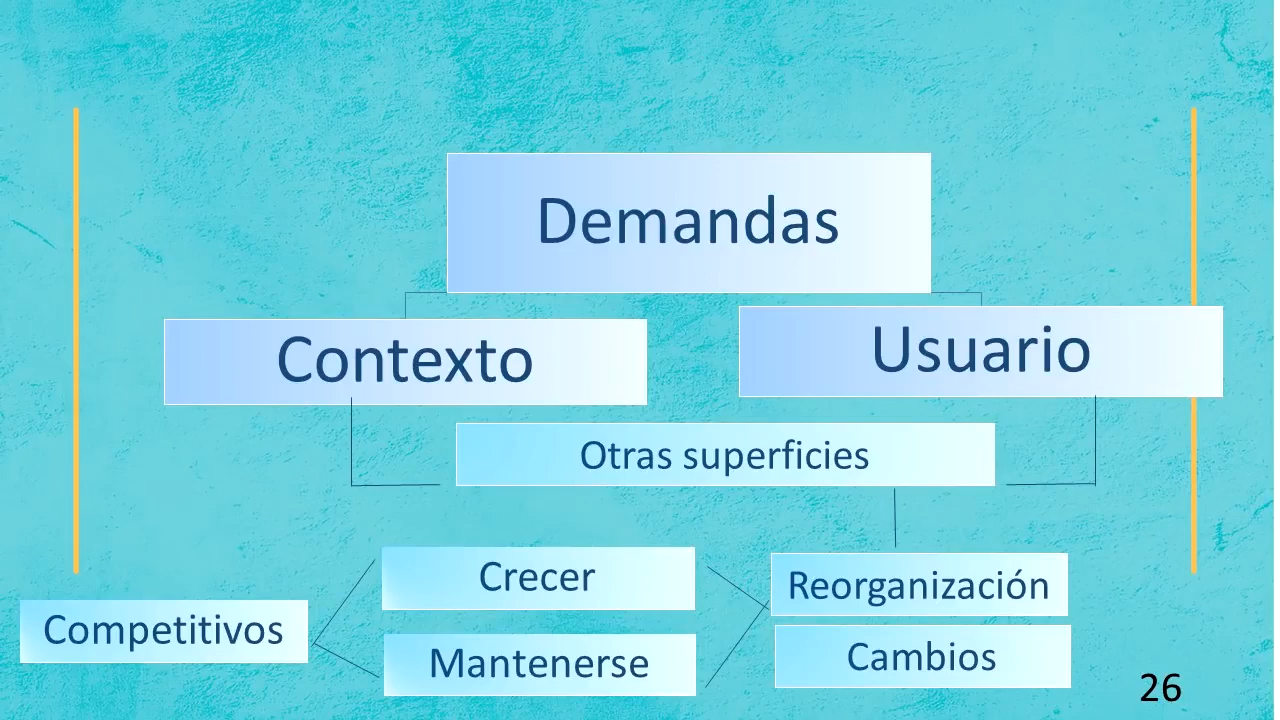 Demandas
Contexto
Usuario
Otras superficies
Crecer
Reorganización
Competitivos
Mantenerse
Cambios
26